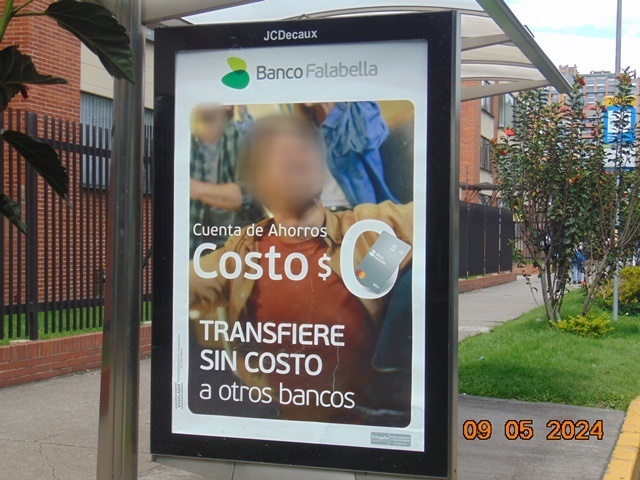 JCDecaux
Banco Falabella
Cuenta de Ahorros
Costo $ 0
TRANSFIERE
SIN COSTO
a otros bancos
09 05 2024